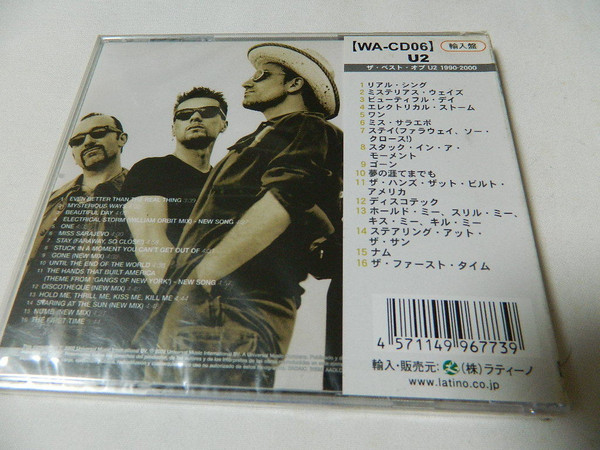 【WA-CD06】 輸入盤
U2
ザ・ベスト・オブ U2 1990-2000
1 リアル・シング
2 ミステリアス・ウェイズ
3 ビューティフル・デイ
4 エレクトリカル・ストーム
5 ワン
6 ミス・サラエボ
7 ステイ(ファラウェイ、ソー・
クロース!)
8 スタック・イン・ア・
モーメント
9 ゴーン
10 夢の涯てまでも
11 ザ・ハンズ・ザット・ビルト・
アメリカ
12 ディスコテック
13 ホールド・ミー、スリル・ミー、
キス・ミー キル・ミー
14 ステアリング・アット・
ザ・サン
15 ナム
16 ザ・ファースト・タイム
4 571149 967739
輸入・販売元: (株)ラティーノ
www.latino.co.jp
1 EVEN BETTER THAN THE REAL THING 3:39
2 MYSTERIOUS WAYS
3 BEAUTIFUL DAY
4 ELECTRICAL STORM (WILLIAM ORBIT MIX) - NEW SONG
5 ONE
6 MISS SARAJEVO
7 STAY (FARAWAY, SO CLOSE!)
8 STUCK IN A MOMENT YOU CAN'T GET OUT OF
9 GONE (NEW MIX)
10 UNTIL THE END OF THE WORLD
11 THE HANDS THAT BUILT AMERICA
(THEME FROM "GANGS OF NEW YORK") - NEW SONG
12 DISCOTHEQUE (NEW MIX)
13 HOLD ME, THRILL ME, KISS ME, KILL ME
14 STARING AT THE SUN (NEW MIX)
15 NUMB (NEW MIX)
16 THE FIRST TIME